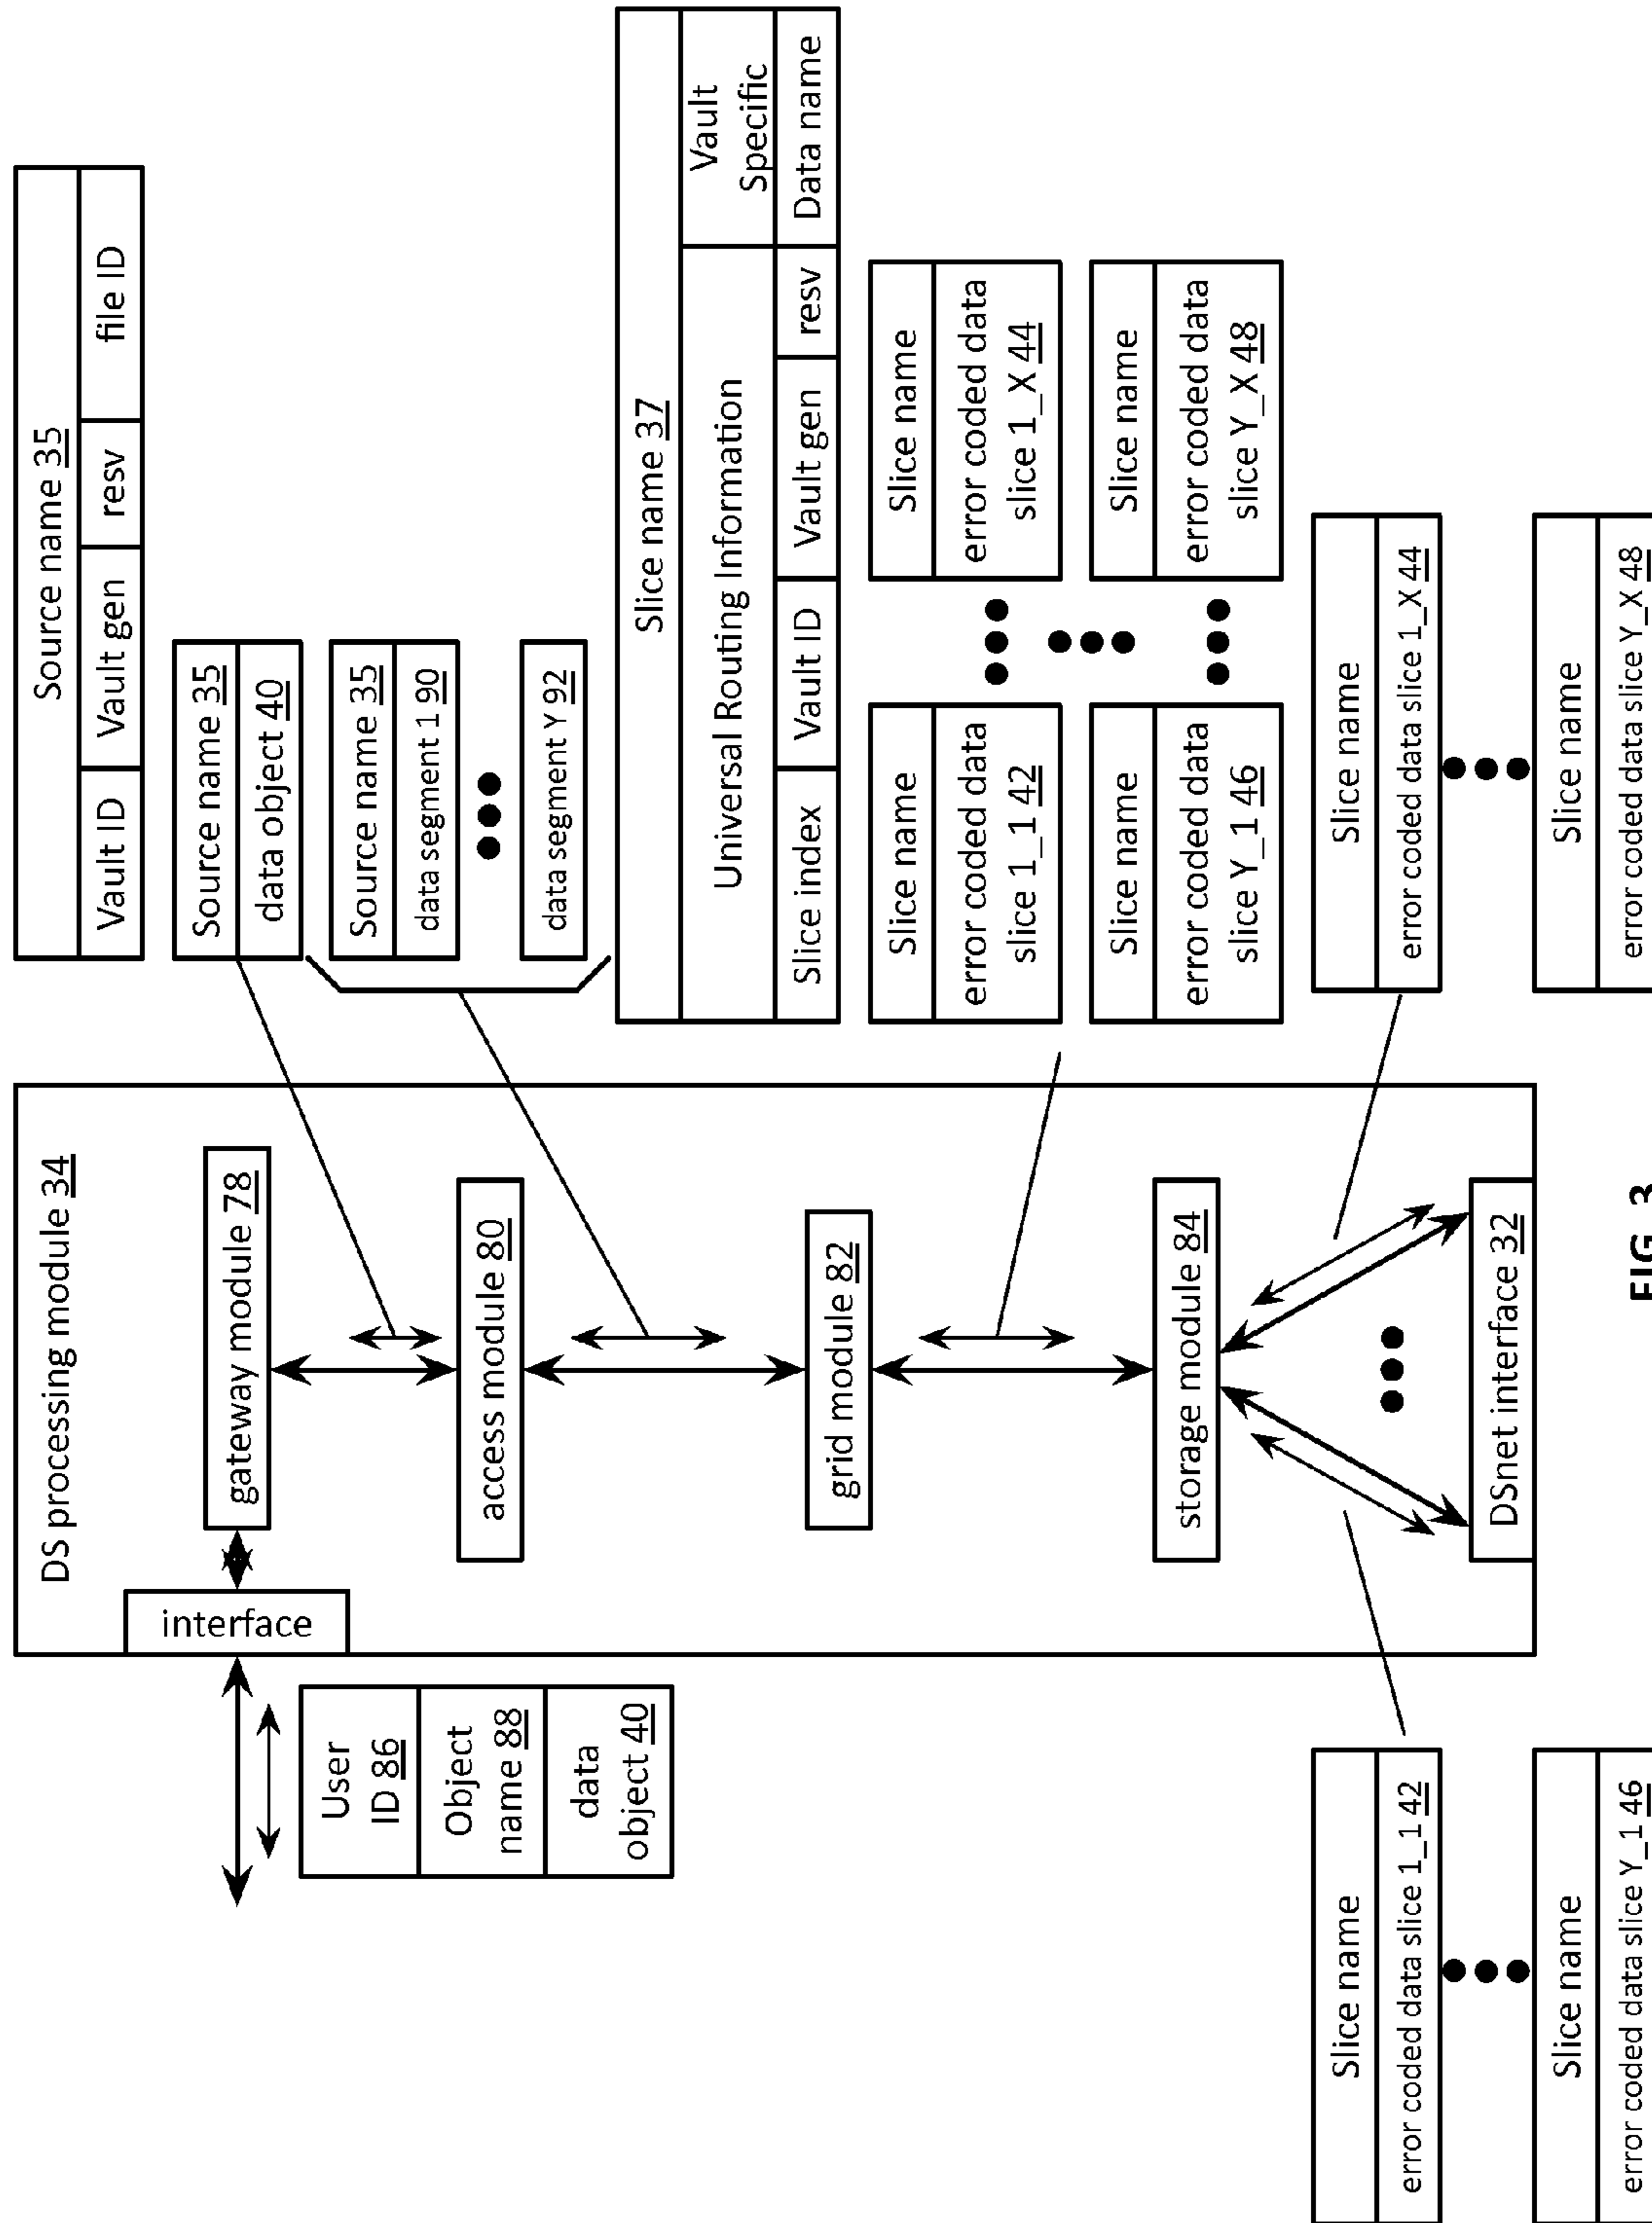 DS processing module 34
interface
gateway module 78
access module 80
grid module 82
storage module 84
DSnet interface 32
User
ID 86
Object
name 88
data
object 40
Source name 35
Vault ID
Vault gen
resv
file ID
Source name 35
data object 40
Source name 35
data segment 1 90
data segment Y 92
Slice name 37
Universal Routing Information
Vault
Specific
Slice index
Vault ID
Vault gen
resv
Data name
Slice name
error coded data
slice 1_1 42
Slice name
error coded data
slice 1_X 44
Slice name
error coded data
slice Y_1 46
Slice name
error coded data
slice Y_X 48
Slice name
error coded data slice 1_1 42
Slice name
error coded data slice Y_1 46
Slice name
error coded data slice 1_X 44
Slice name
error coded data slice Y_X 48
FIG. 3